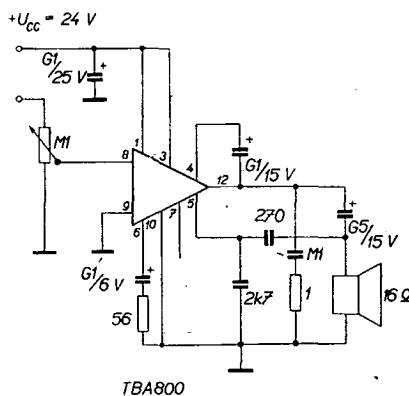 +U_CC = 24 V
G1/25 V
+
M1
1
3
8
9
6
10
7
4
5
12
+
G1/15 V
270
+
G5/15 V
M1
G1/6 V
+
56
2k7
1
16 Ω
TBA800